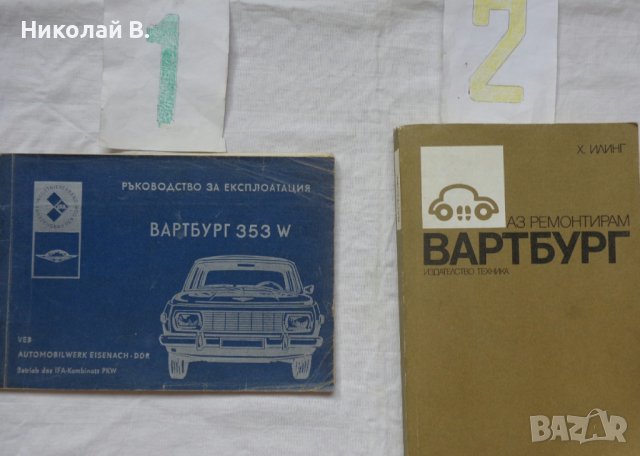 Николай В.
1
2
РЪКОВОДСТВО ЗА ЕКСПЛОАТАЦИЯ
ВАРТБУРГ 353 W
VEB
AUTOMOBILWERK EISENACH · DDR
Betrieb des IFA-Kombinats PKW
Х. ИЛИНГ
АЗ РЕМОНТИРАМ
ВАРТБУРГ
ИЗДАТЕЛСТВО ТЕХНИКА
BAZAR